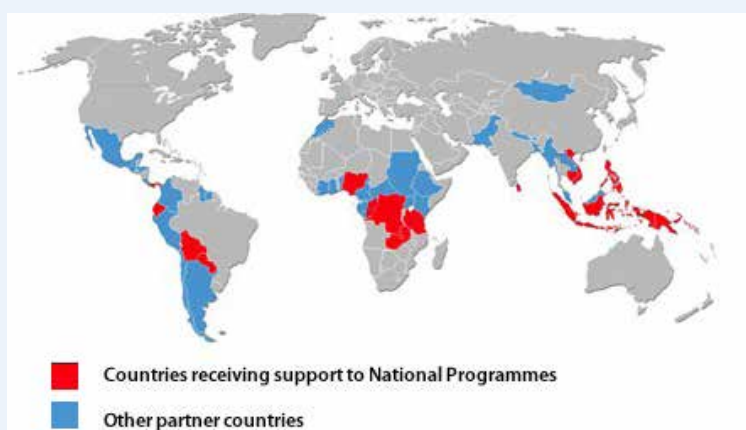 Countries receiving support to National Programmes
Other partner countries